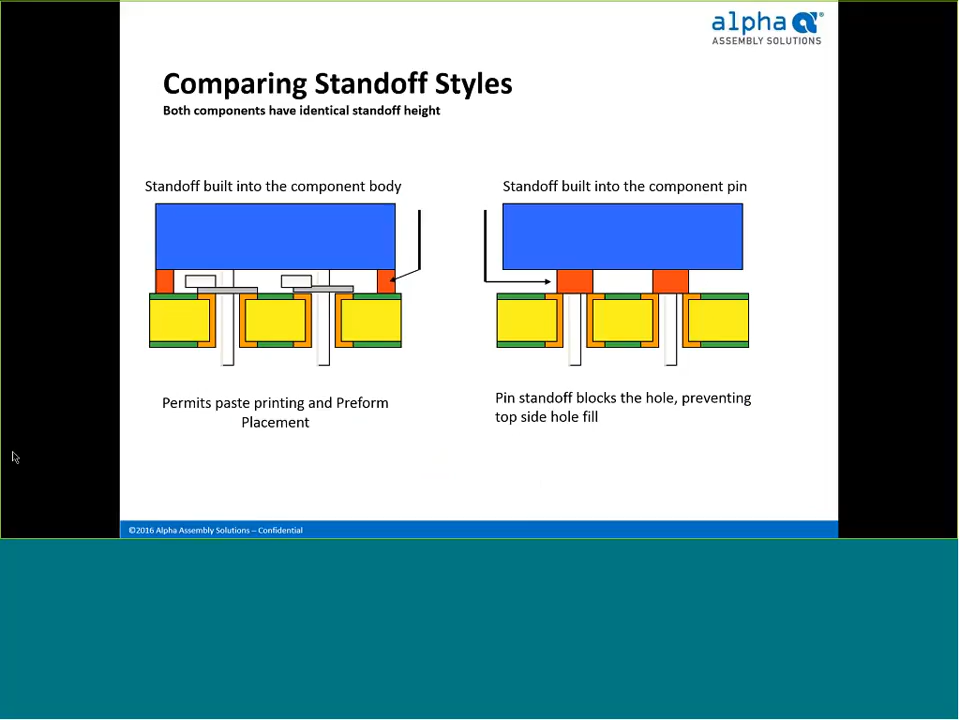 alpha
ASSEMBLY SOLUTIONS
Comparing Standoff Styles
Both components have identical standoff height
Standoff built into the component body
Standoff built into the component pin
Permits paste printing and Preform
Placement
Pin standoff blocks the hole, preventing
top side hole fill
©2016 Alpha Assembly Solutions – Confidential